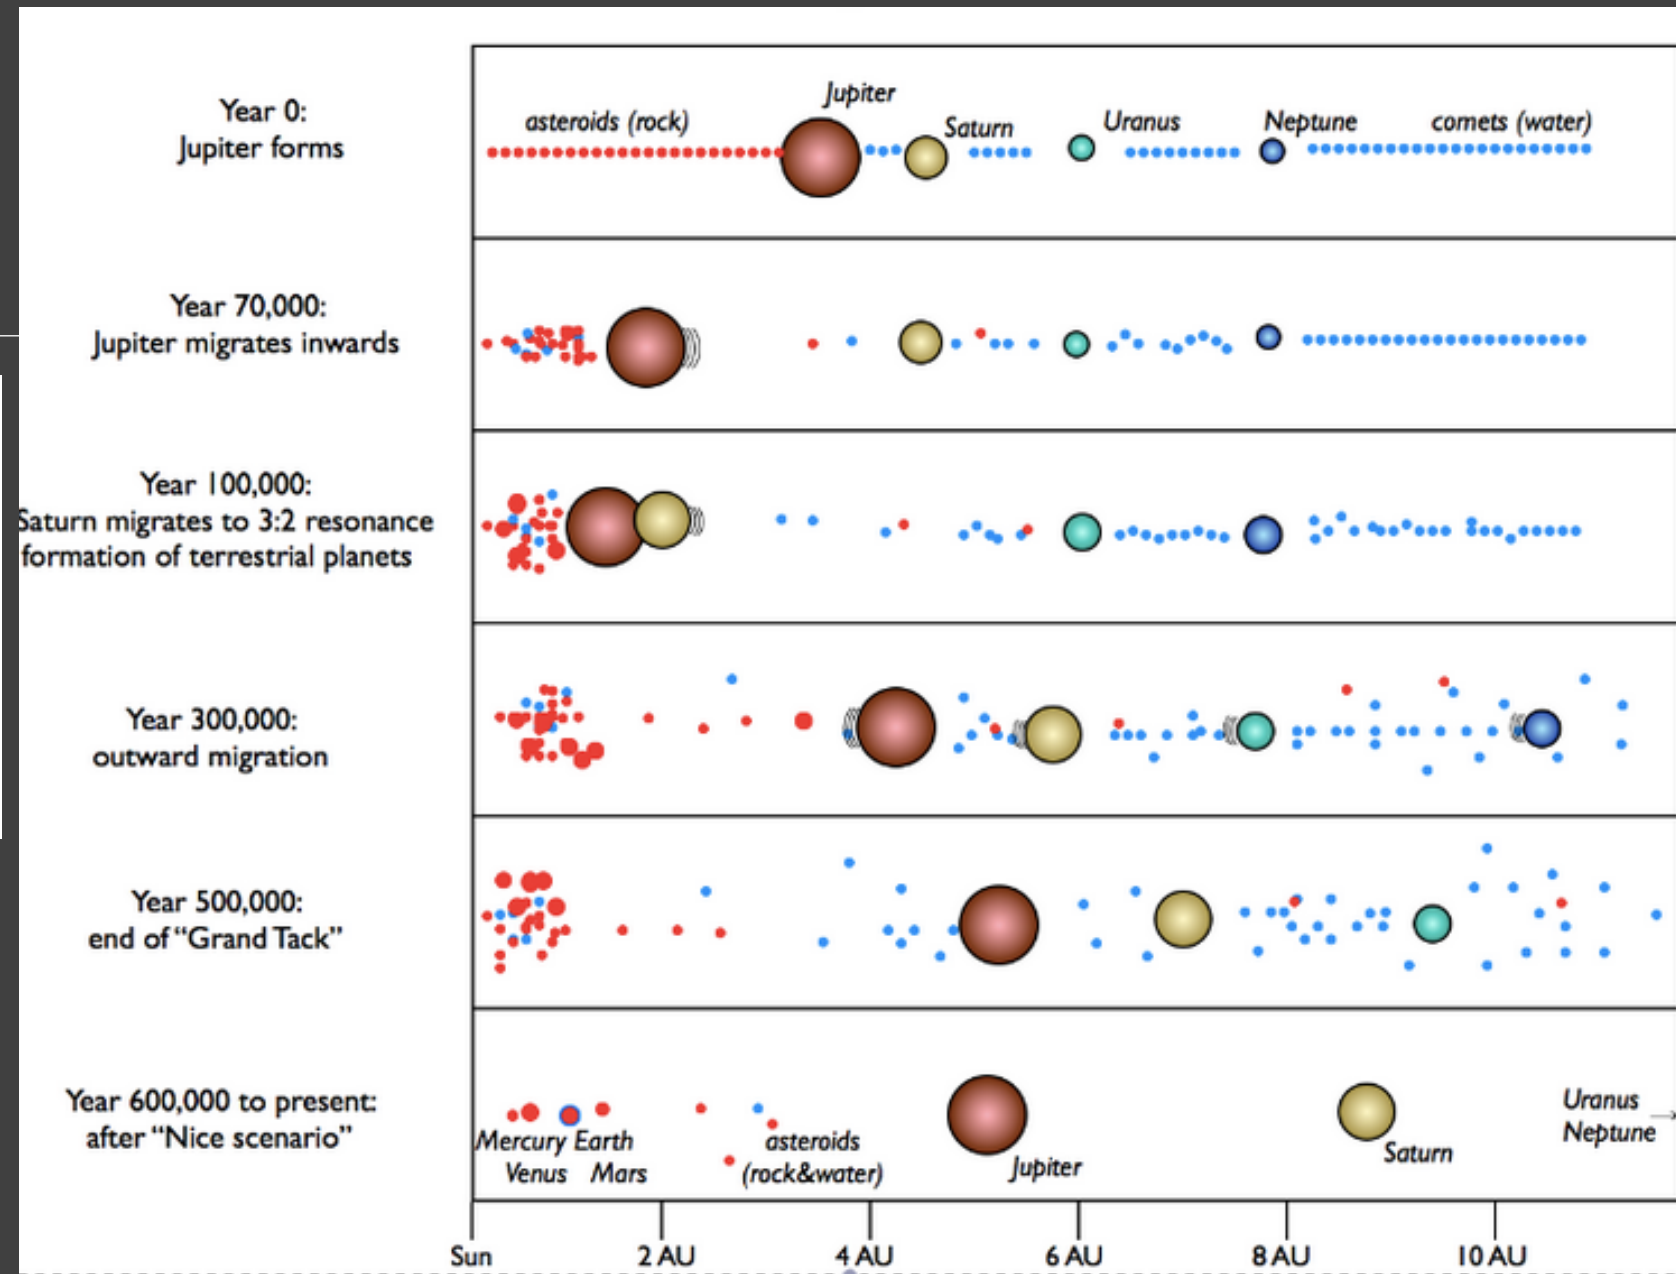 Year 0:
Jupiter forms
asteroids (rock)
Jupiter
Saturn
Uranus
Neptune
comets (water)
Year 70,000:
Jupiter migrates inwards
Year 100,000:
Saturn migrates to 3:2 resonance
formation of terrestrial planets
Year 300,000:
outward migration
Year 500,000:
end of “Grand Tack”
Year 600,000 to present:
after “Nice scenario”
Mercury Earth
Venus Mars
asteroids
(rock&water)
Jupiter
Saturn
Uranus
Neptune
Sun 2 AU 4 AU 6 AU 8 AU 10 AU